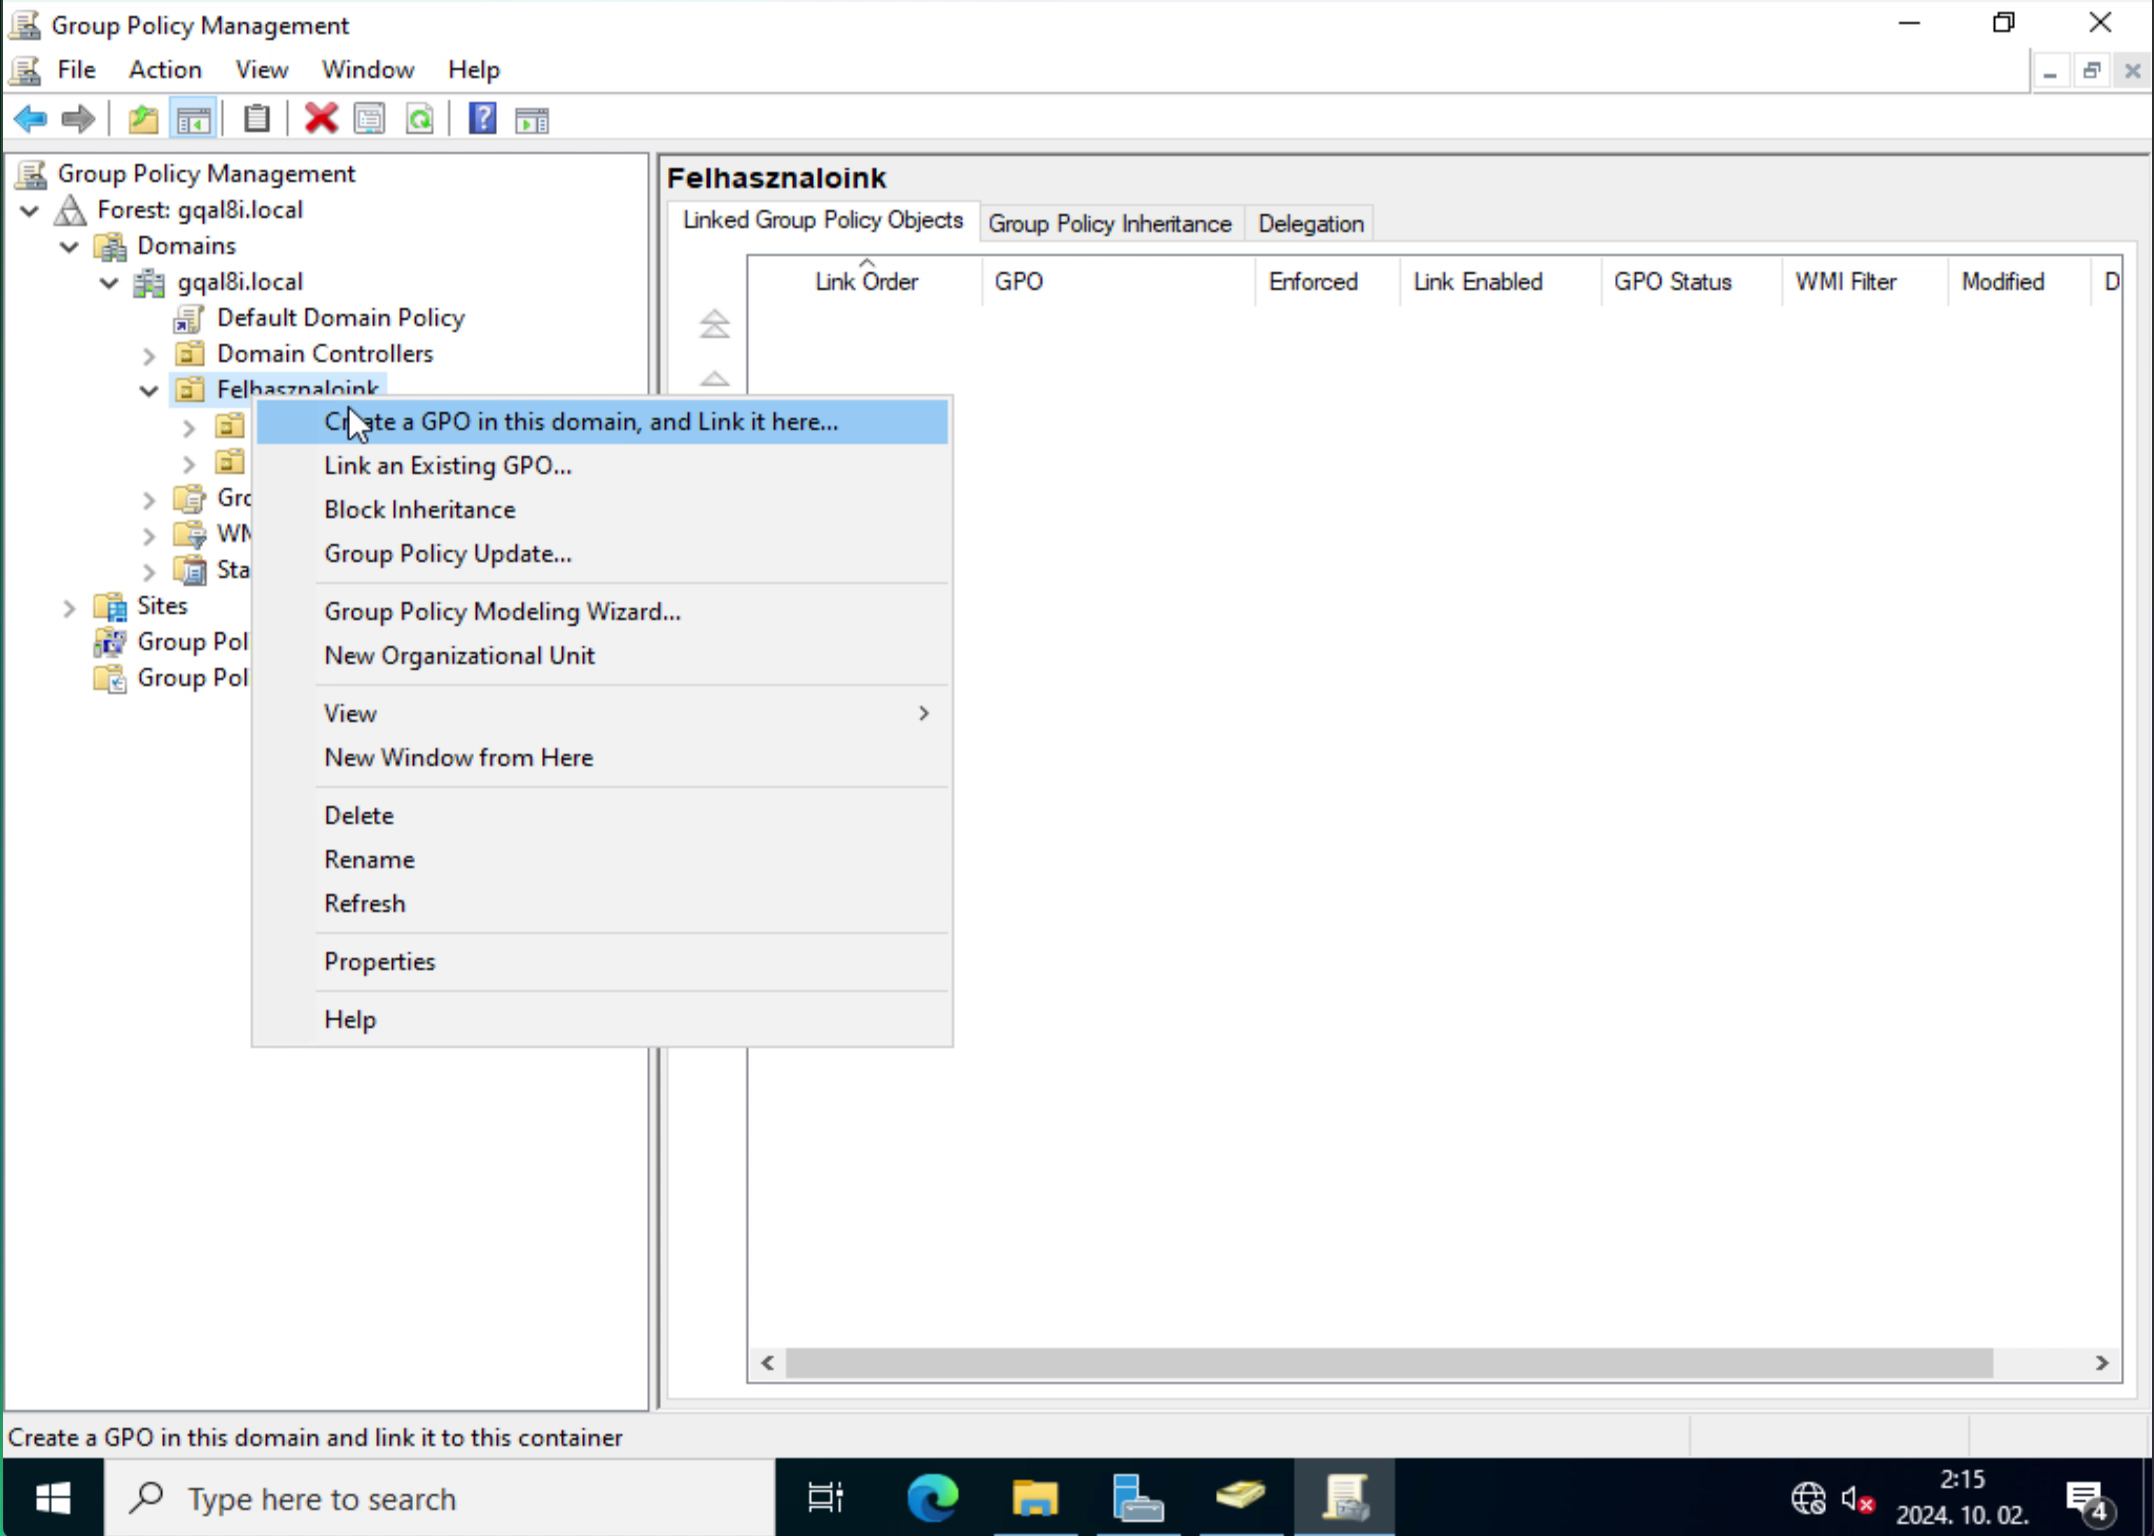 Group Policy Management
File Action View Window Help
Group Policy Management
Forest: gqal8i.local
Domains
gqal8i.local
Default Domain Policy
Domain Controllers
Felhasznaloink
Gro
Sta
Sites
Group Pol
Group Pol
Create a GPO in this domain, and Link it here...
Link an Existing GPO...
Block Inheritance
Group Policy Update...
Group Policy Modeling Wizard...
New Organizational Unit
View
New Window from Here
Delete
Rename
Refresh
Properties
Help
Felhasznaloink
Linked Group Policy Objects Group Policy Inheritance Delegation
Link Order GPO Enforced Link Enabled GPO Status WMI Filter Modified D
Create a GPO in this domain and link it to this container
Type here to search
2:15
2024. 10. 02.
4